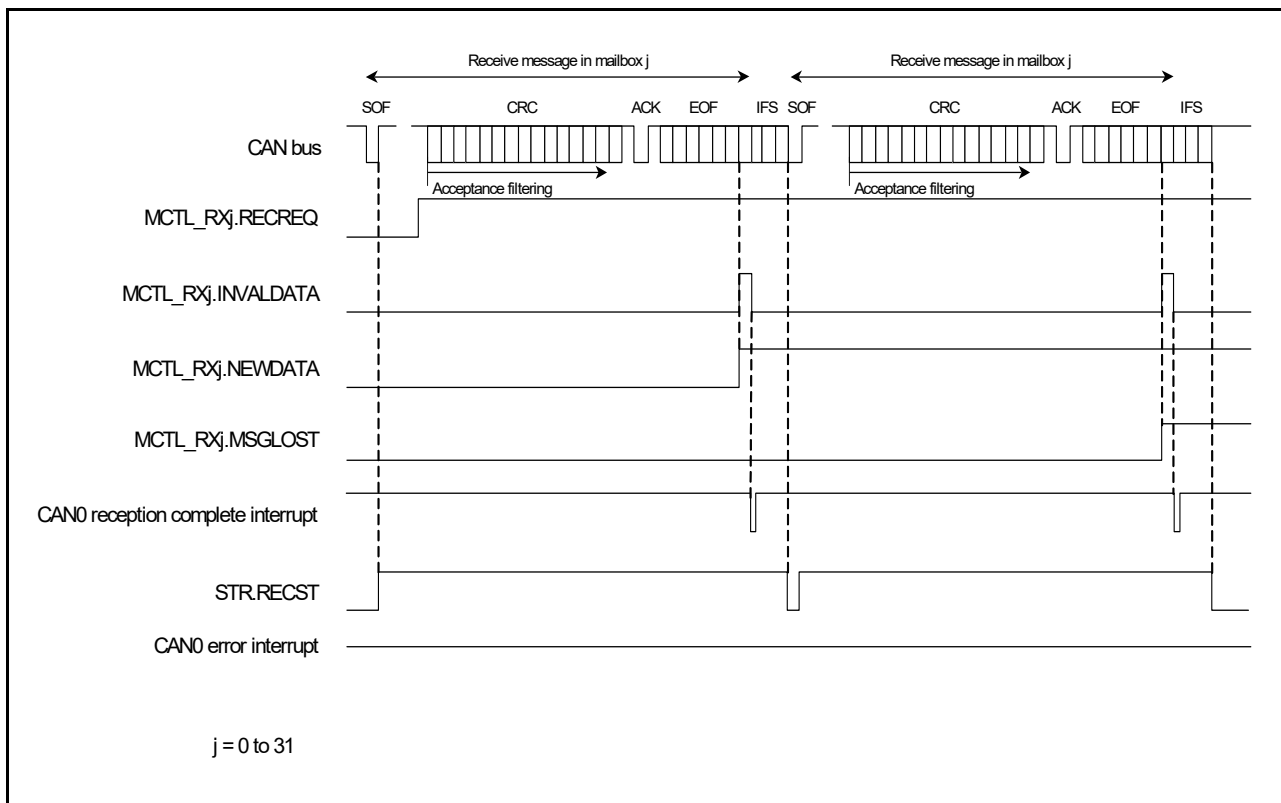 Receive message in mailbox j Receive message in mailbox j
SOF CRC ACK EOF IFS SOF CRC ACK EOF IFS
CAN bus
Acceptance filtering Acceptance filtering
MCTL_RXj.RECREQ
MCTL_RXj.INVALDATA
MCTL_RXj.NEWDATA
MCTL_RXj.MSGLOST
CAN0 reception complete interrupt
STR.RECST
CAN0 error interrupt
j = 0 to 31